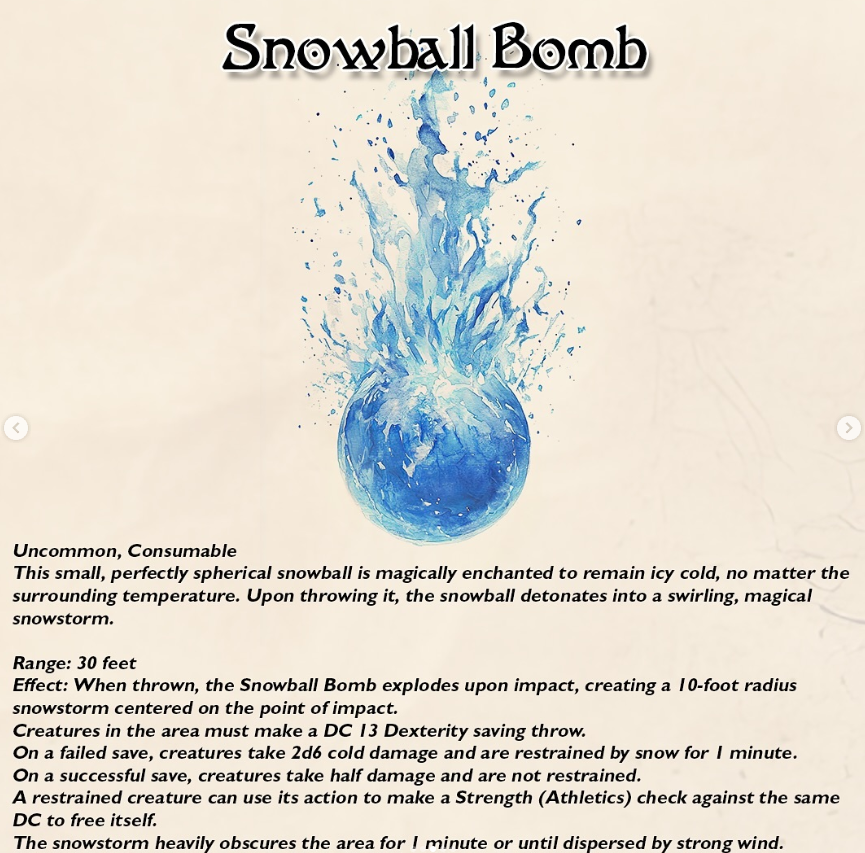 Snowball Bomb
Uncommon, Consumable
This small, perfectly spherical snowball is magically enchanted to remain icy cold, no matter the
surrounding temperature. Upon throwing it, the snowball detonates into a swirling, magical
snowstorm.
Range: 30 feet
Effect: When thrown, the Snowball Bomb explodes upon impact, creating a 10-foot radius
snowstorm centered on the point of impact.
Creatures in the area must make a DC 13 Dexterity saving throw.
On a failed save, creatures take 2d6 cold damage and are restrained by snow for 1 minute.
On a successful save, creatures take half damage and are not restrained.
A restrained creature can use its action to make a Strength (Athletics) check against the same
DC to free itself.
The snowstorm heavily obscures the area for 1 minute or until dispersed by strong wind.